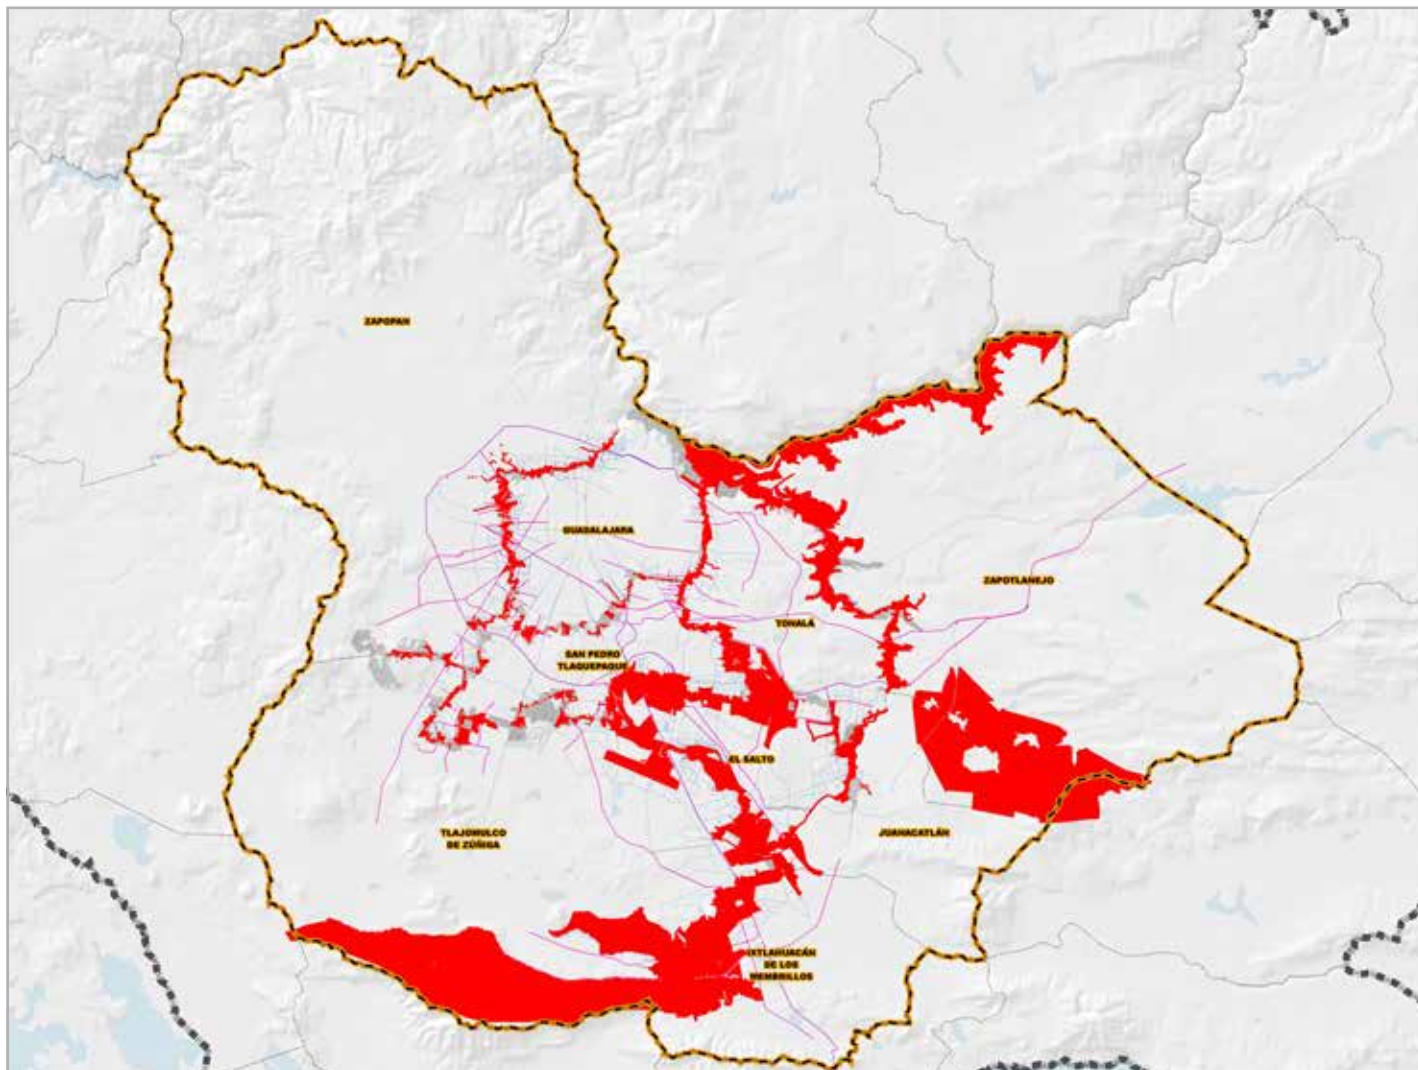 ZAPOPAN
GUADALAJARA
ZAPOTLANEJO
TONALÁ
SAN PEDRO
TLAQUEPAQUE
EL SALTO
TLAJOMULCO
DE ZÚÑIGA
JUANACATLÁN
IXTLAHUACÁN
DE LOS
MEMBRILLOS